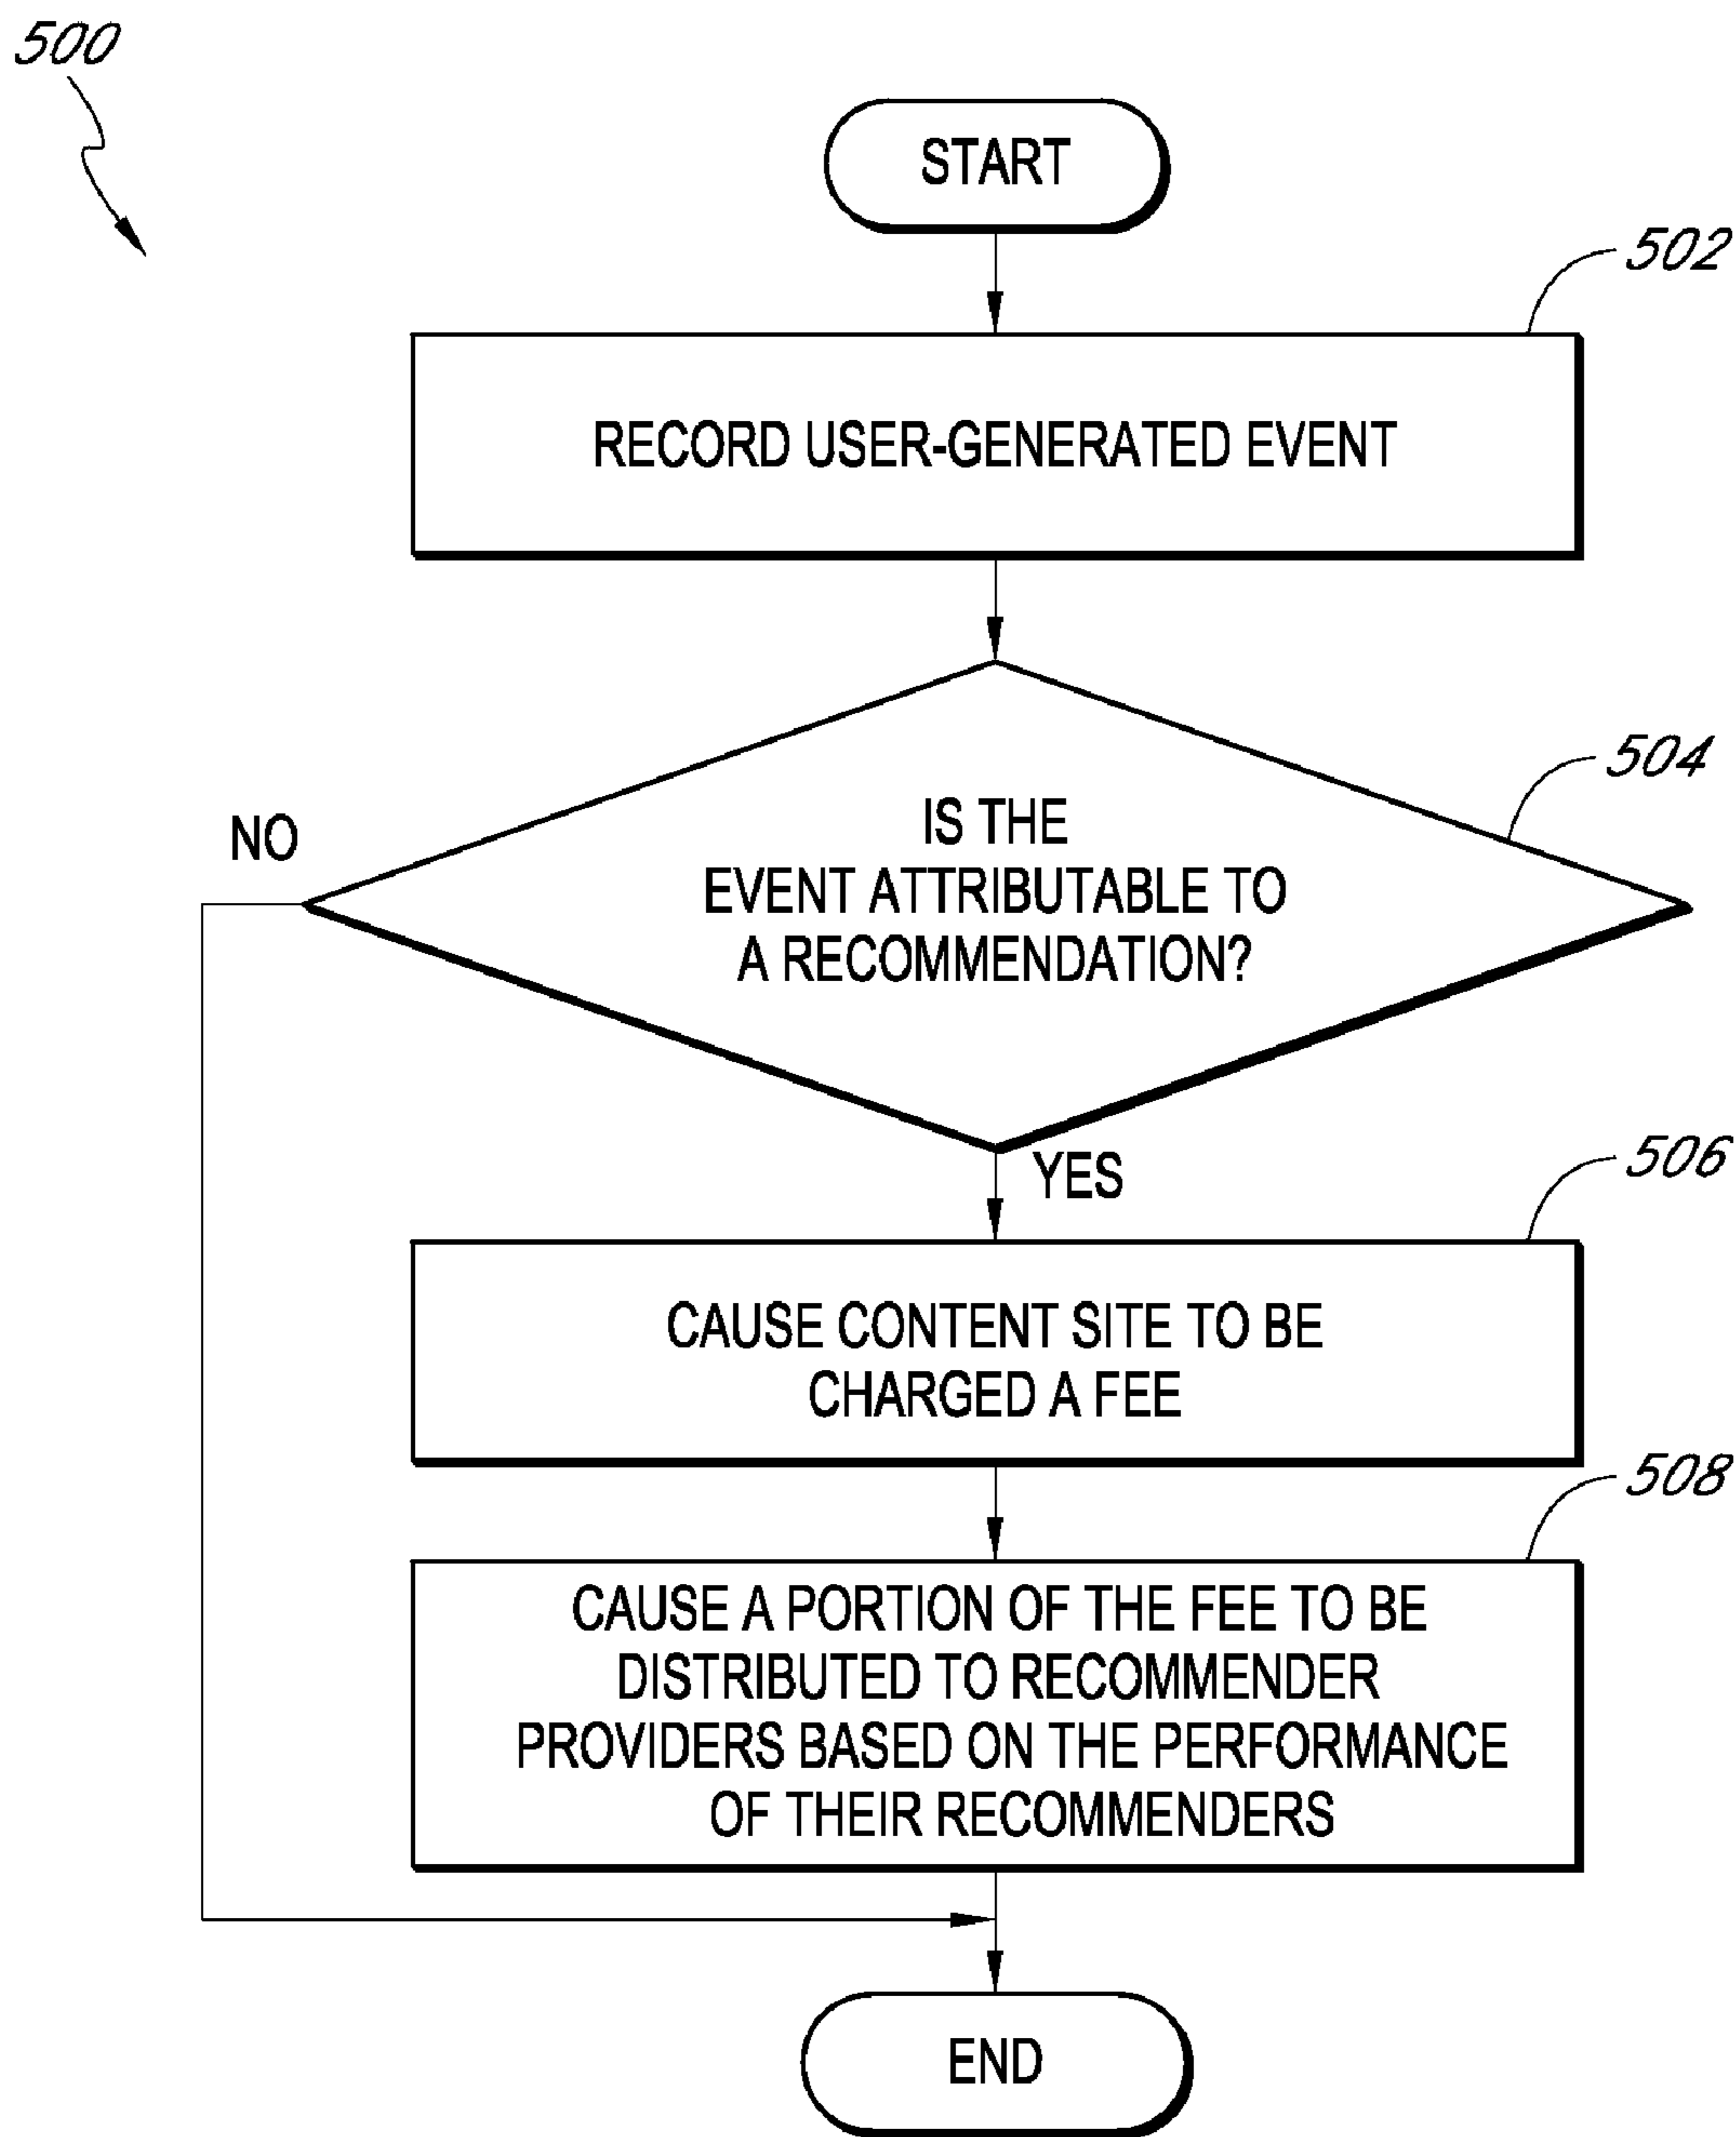 500
START
502
RECORD USER-GENERATED EVENT
504
NO
IS THE
EVENT ATTRIBUTABLE TO
A RECOMMENDATION?
YES
506
CAUSE CONTENT SITE TO BE
CHARGED A FEE
508
CAUSE A PORTION OF THE FEE TO BE
DISTRIBUTED TO RECOMMENDER
PROVIDERS BASED ON THE PERFORMANCE
OF THEIR RECOMMENDERS
END